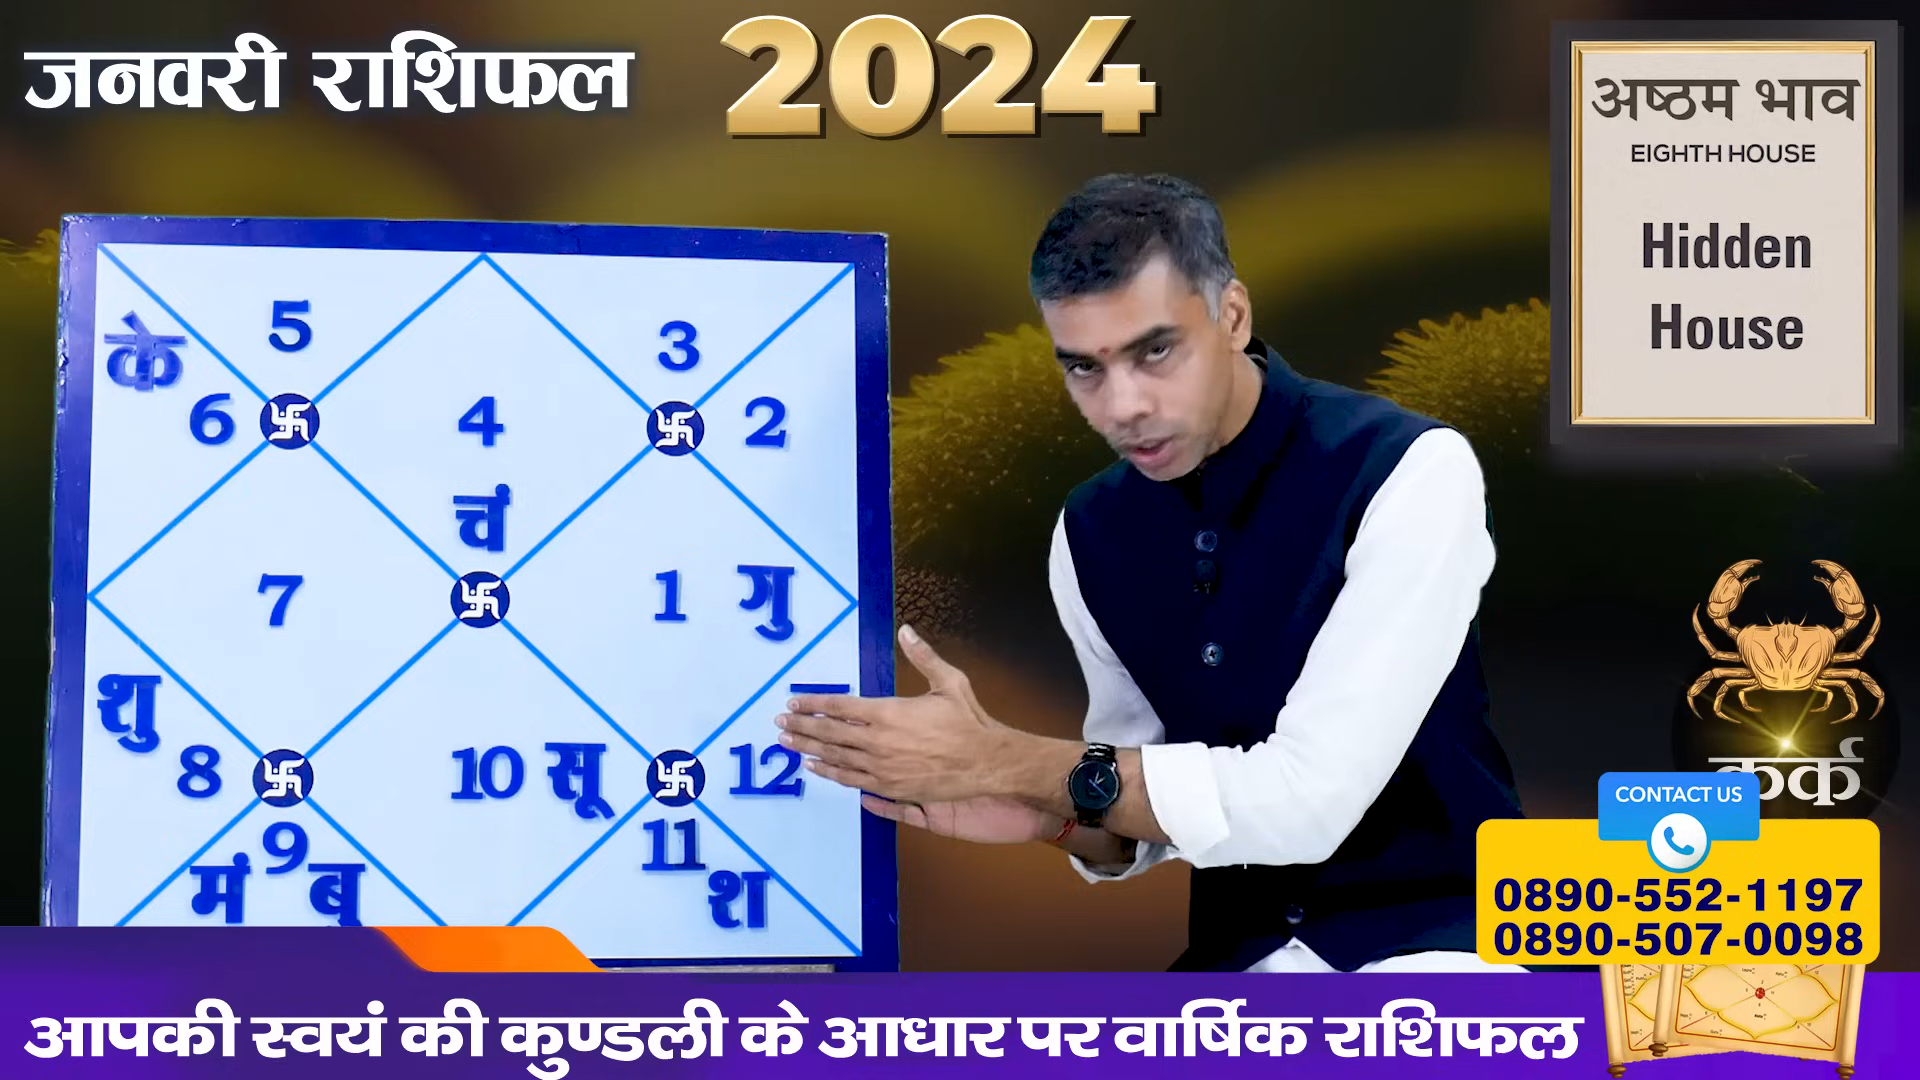 जनवरी राशिफल
2024
अष्ठम भाव
EIGHTH HOUSE
Hidden
House
5
3
के
6
4
2
चं
7
1 गु
शु
8
10 सू
12
9
11
मं बु
श
कर्क
CONTACT US
0890-552-1197
0890-507-0098
आपकी स्वयं की कुण्डली के आधार पर वार्षिक राशिफल